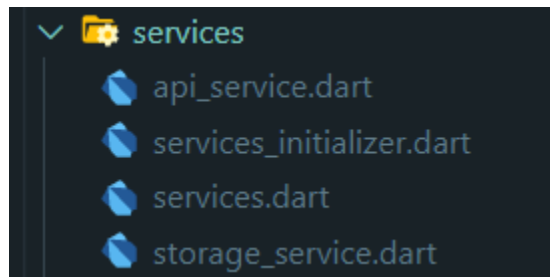 services
api_service.dart
services_initializer.dart
services.dart
storage_service.dart